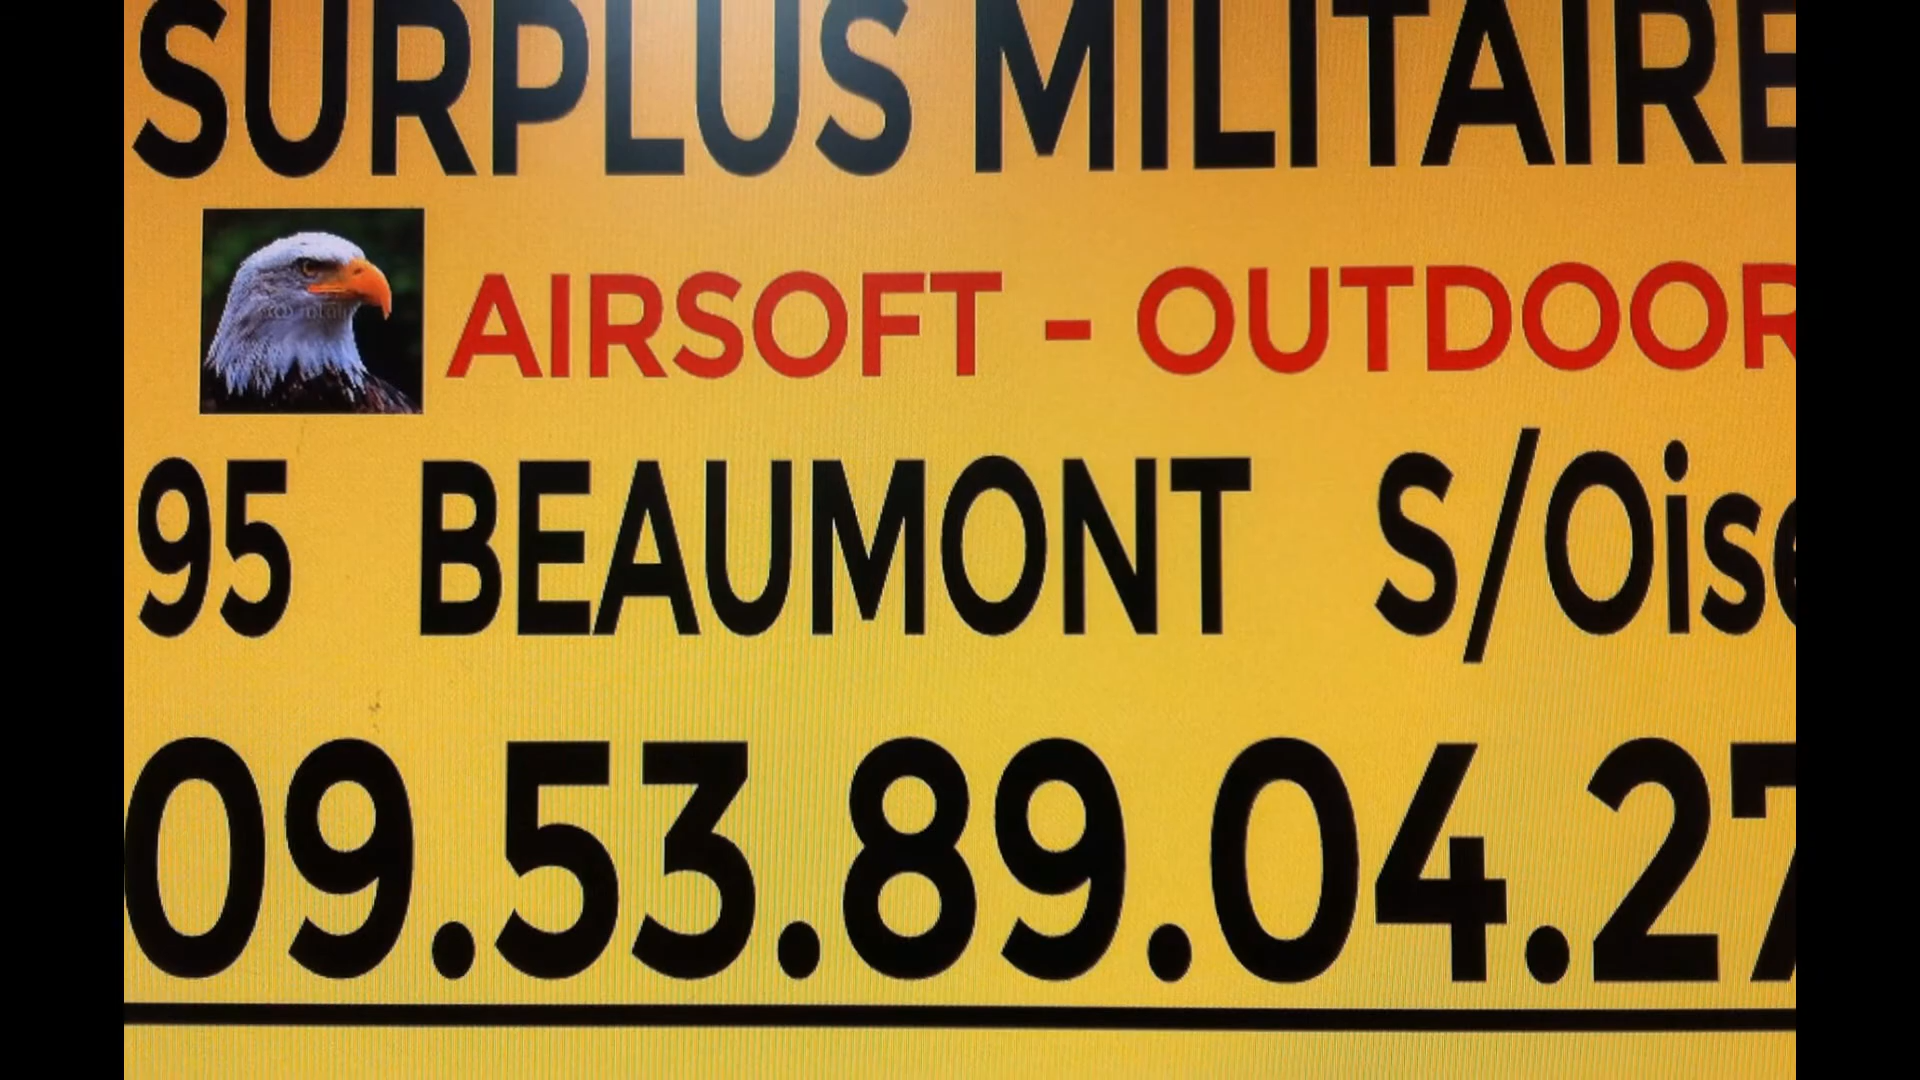 SURPLUS MILITAIRE
AIRSOFT - OUTDOOR
95 BEAUMONT S/Oise
09.53.89.04.27